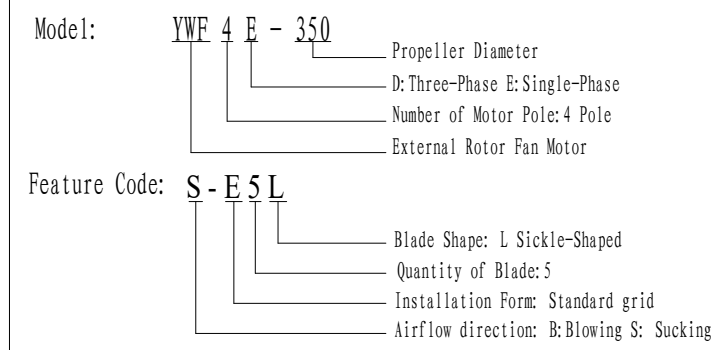 Model: YWF 4 E - 350
Propeller Diameter
D:Three-Phase E:Single-Phase
Number of Motor Pole:4 Pole
External Rotor Fan Motor
Feature Code: S - E 5 L
Blade Shape: L Sickle-Shaped
Quantity of Blade:5
Installation Form: Standard grid
Airflow direction: B:Blowing S: Sucking